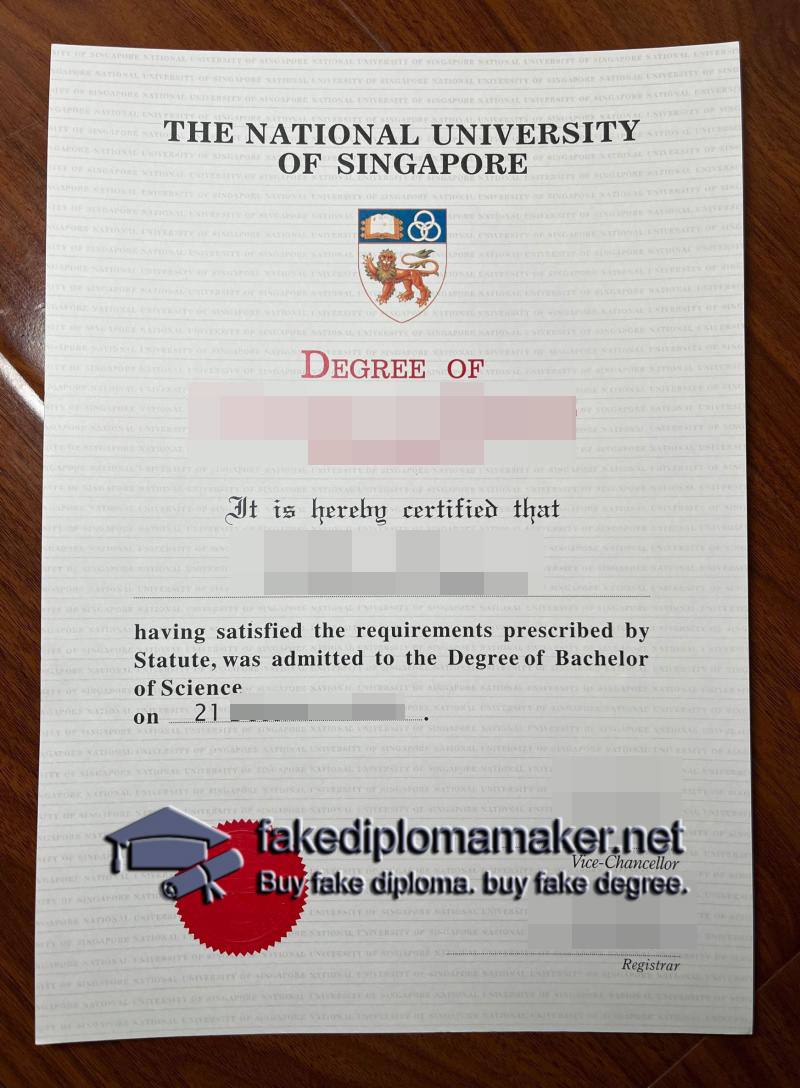 THE NATIONAL UNIVERSITY
OF SINGAPORE
DEGREE OF
It is hereby certified that
having satisfied the requirements prescribed by
Statute, was admitted to the Degree of Bachelor
of Science
on 21 .
fakediplomamaker.net
Vice-Chancellor
Buy fake diploma. buy fake degree.
Registrar